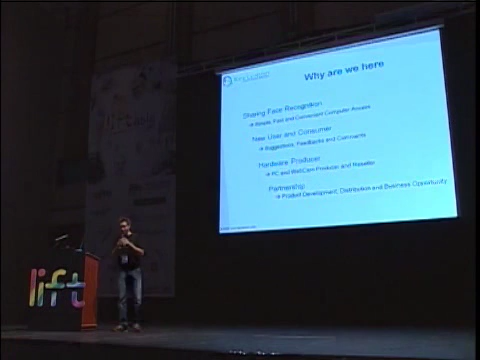 Why are we here
Sharing Face Recognition
Simple, Fast and Convenient Computer Access
New User and Consumer
Suggestions, Feedbacks and Comments
Hardware Producer
PC and WebCam Producer and Reseller
Partnership
Product Development, Distribution and Business Opportunity
lift